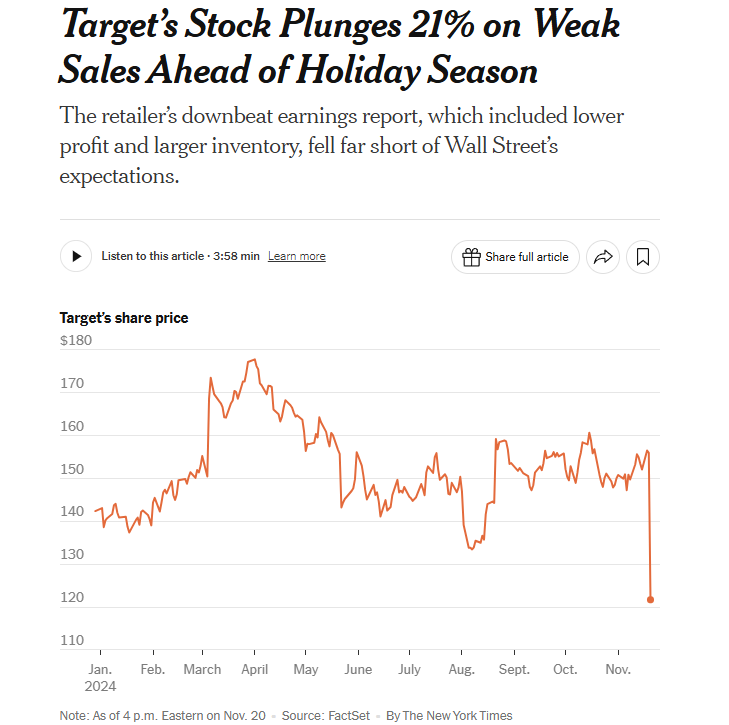 Target’s Stock Plunges 21% on Weak
Sales Ahead of Holiday Season
The retailer’s downbeat earnings report, which included lower
profit and larger inventory, fell far short of Wall Street’s
expectations.
Listen to this article · 3:58 min Learn more
Share full article
Target’s share price
$180
170
160
150
140
130
120
110
Jan. Feb. March April May June July Aug. Sept. Oct. Nov.
2024
Note: As of 4 p.m. Eastern on Nov. 20 • Source: FactSet • By The New York Times